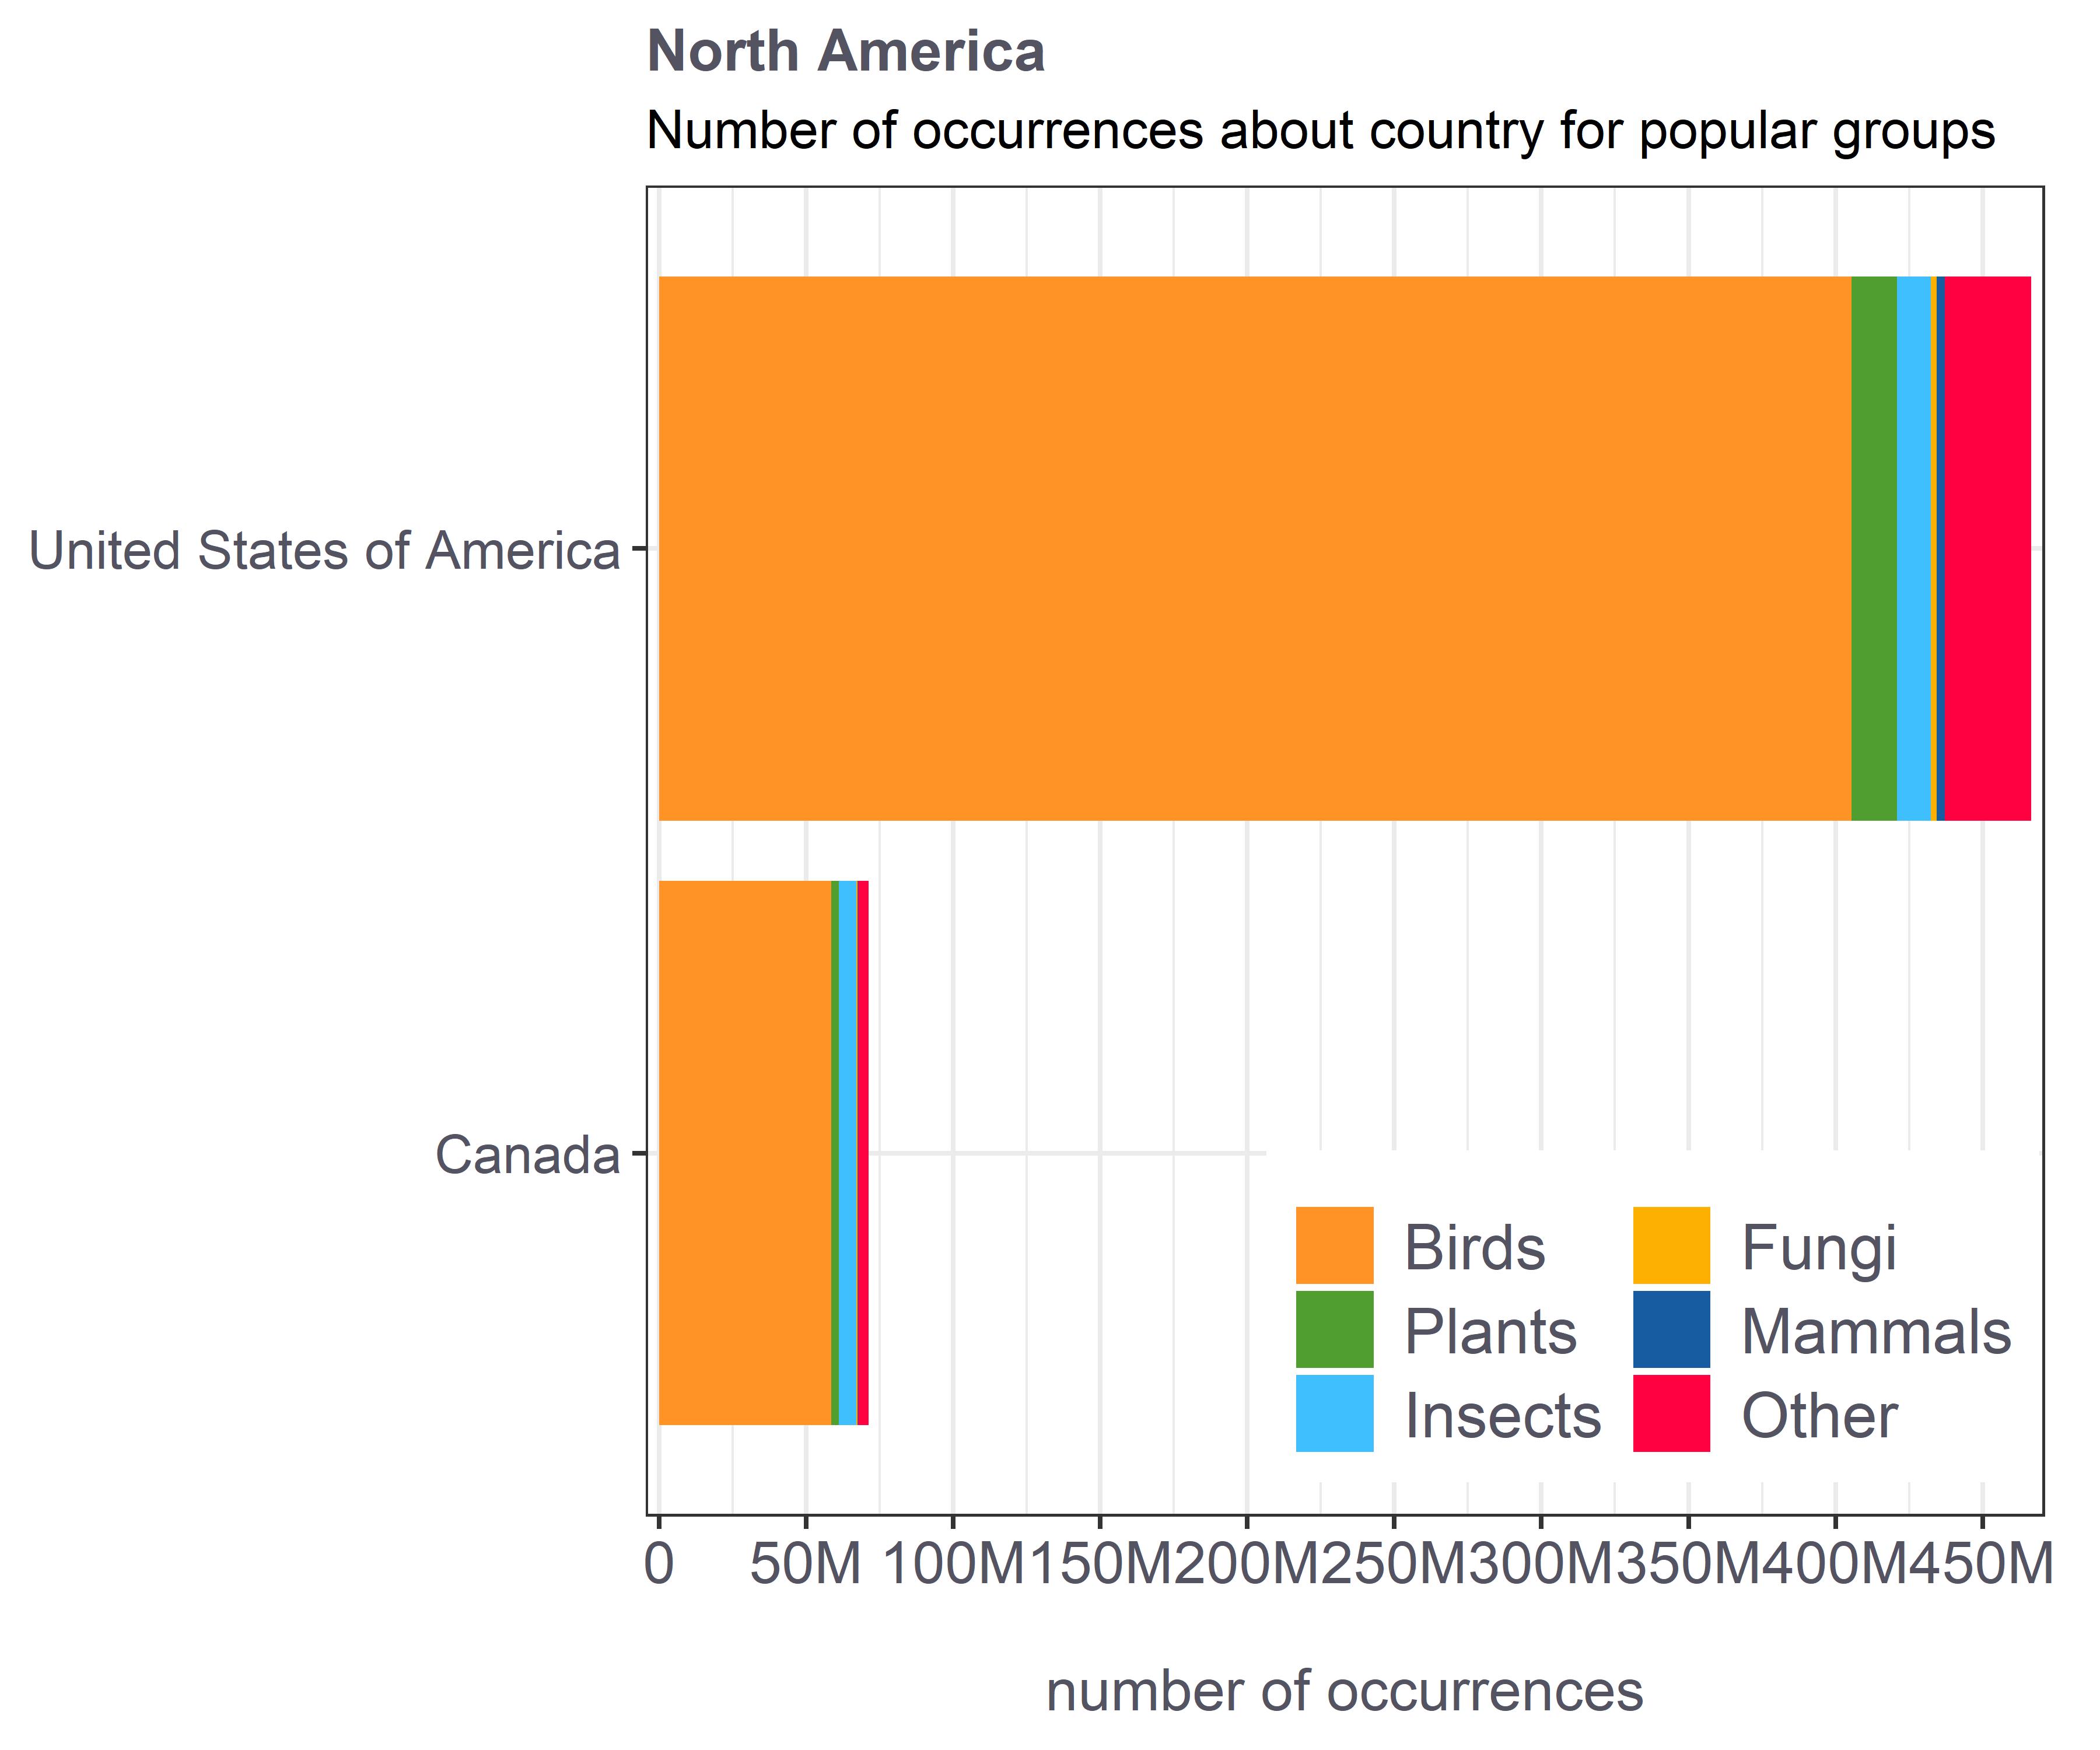 North America
Number of occurrences about country for popular groups
United States of America
Canada
Birds
Plants
Insects
Fungi
Mammals
Other
0 50M 100M 150M 200M 250M 300M 350M 400M 450M
number of occurrences